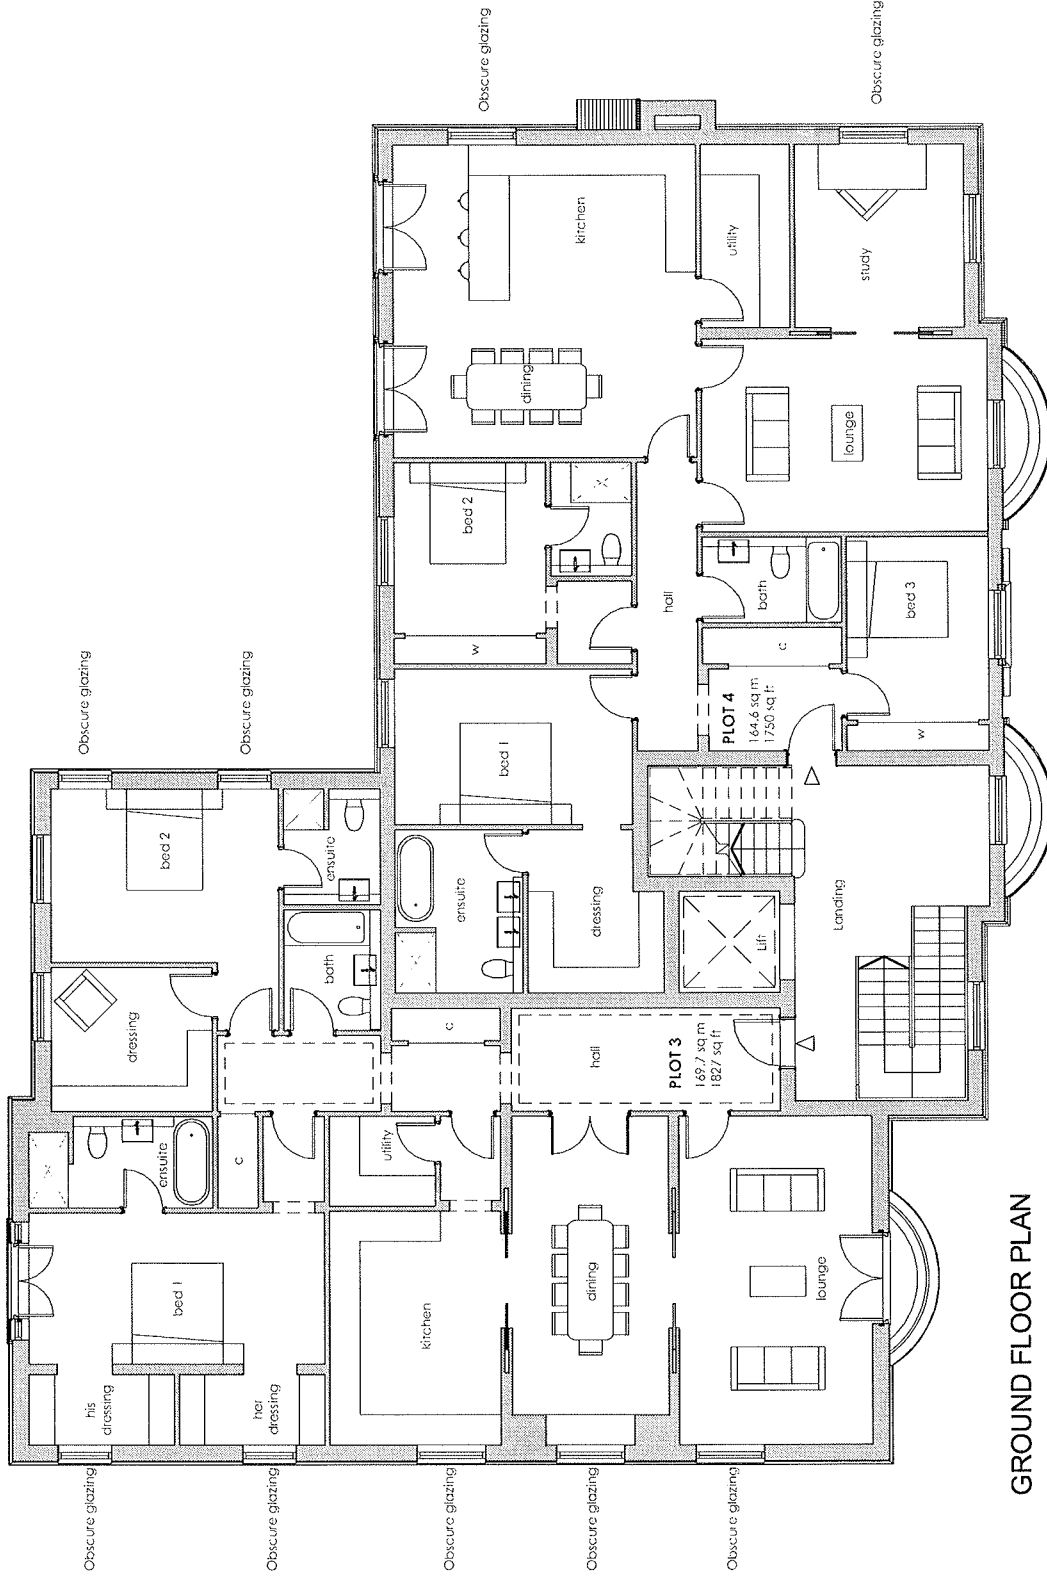 Obscure glazing
Obscure glazing
Obscure glazing
Obscure glazing
Obscure glazing
his
dressing
her
dressing
bed 1
ensuite
c
dressing
bed 2
bath
ensuite
Obscure glazing
Obscure glazing
kitchen
utility
c
dining
lounge
hall
PLOT 3
169.7 sq m
1827 sq ft
ensuite
dressing
bed 1
w
bed 2
Lift
Landing
hall
PLOT 4
164.6 sq m
1750 sq ft
c
bath
w
bed 3
dining
kitchen
utility
lounge
study
Obscure glazing
Obscure glazing
GROUND FLOOR PLAN